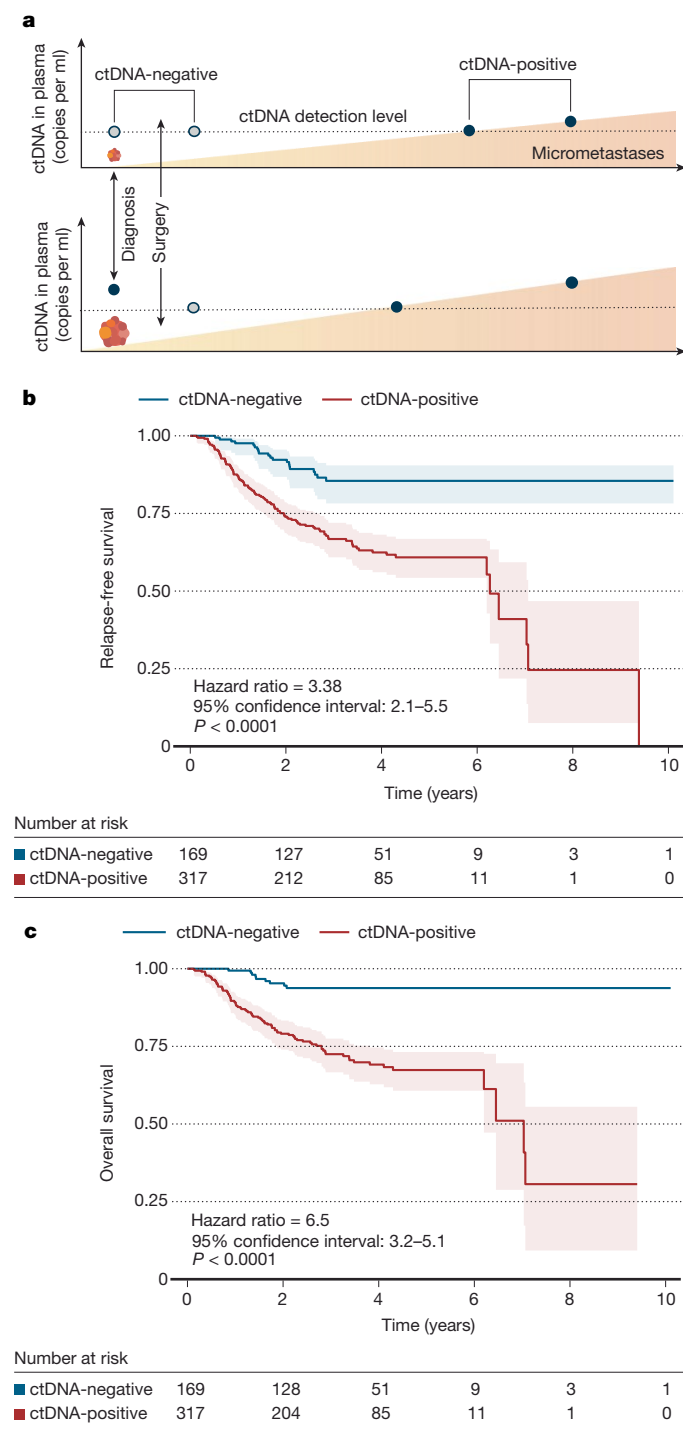 a
ctDNA in plasma
(copies per ml)
ctDNA-negative
ctDNA-positive
ctDNA detection level
Micrometastases
Diagnosis
Surgery
ctDNA in plasma
(copies per ml)
b
ctDNA-negative ctDNA-positive
Relapse-free survival
1.00
0.75
0.50
0.25
0
Hazard ratio = 3.38
95% confidence interval: 2.1–5.5
P < 0.0001
0 2 4 6 8 10
Time (years)
Number at risk
ctDNA-negative 169 127 51 9 3 1
ctDNA-positive 317 212 85 11 1 0
c
ctDNA-negative ctDNA-positive
Overall survival
1.00
0.75
0.50
0.25
0
Hazard ratio = 6.5
95% confidence interval: 3.2–5.1
P < 0.0001
0 2 4 6 8 10
Time (years)
Number at risk
ctDNA-negative 169 128 51 9 3 1
ctDNA-positive 317 204 85 11 1 0